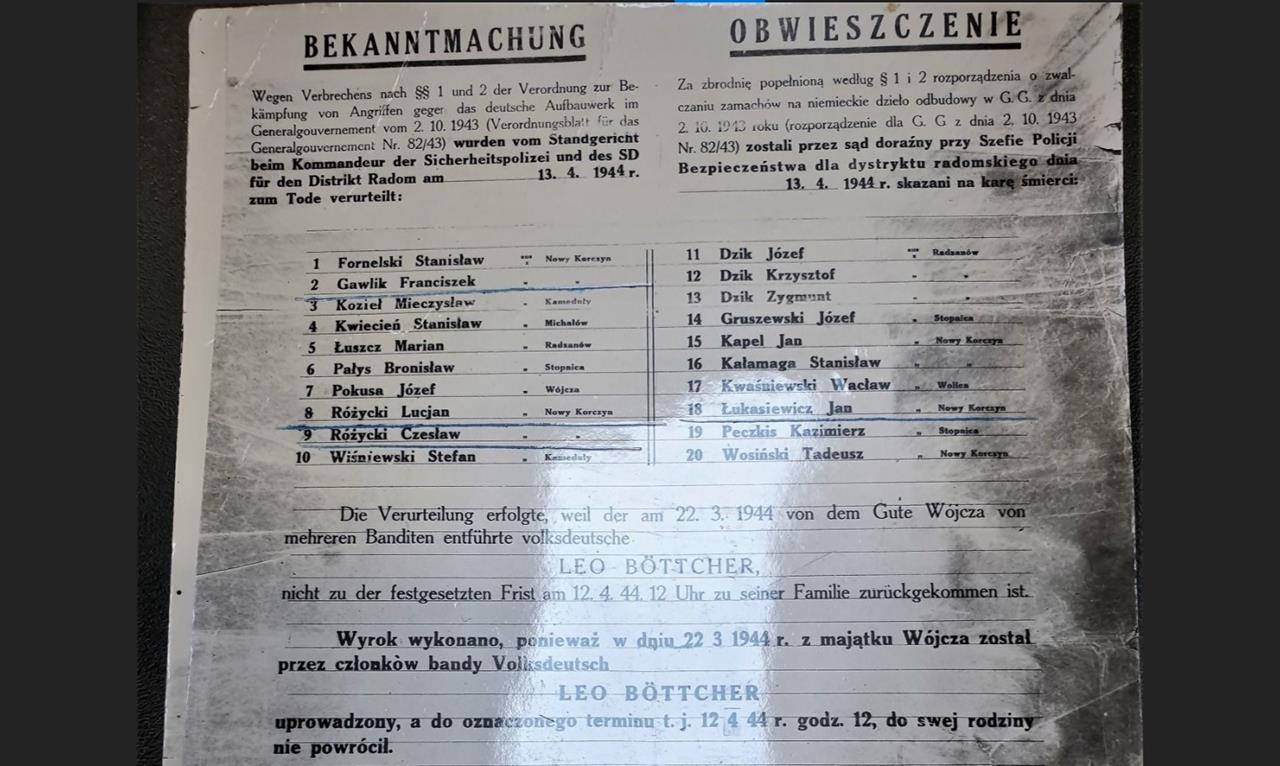 BEKANNTMACHUNG
Wegen Verbrechens nach §§ 1 und 2 der Verordnung zur Be-
kämpfung von Angriffen geger das deutsche Aufbauwerk im
Generalgouvernement vom 2. 10. 1943 (Verordnungsblatt für das
Generalgouvernement Nr. 82/43) wurden vom Standgericht
beim Kommandeur der Sicherheitspolizei und des SD
für den Distrikt Radom am 13. 4. 1944 r.
zum Tode verurteilt:
OBWIESZCZENIE
Za zbrodnię popełnioną według § 1 i 2 rozporządzenia o zwal-
czaniu zamachów na niemieckie dzieło odbudowy w G. G. z dnia
2. 10. 1943 roku (rozporządzenie dla G. G z dnia 2. 10. 1943
Nr. 82/43) zostali przez sąd doraźny przy Szefie Policji
Bezpieczeństwa dla dystryktu radomskiego dnia
13. 4. 1944 r. skazani na karę śmierci:
1 Fornelski Stanisław Nowy Korczyn
2 Gawlik Franciszek " "
3 Kozieł Mieczysław " Kameduły
4 Kwiecień Stanisław " Michałów
5 Łuszcz Marian " Radzanów
6 Pałys Bronisław " Stopnica
7 Pokusa Józef " Wójcza
8 Różycki Lucjan " Nowy Korczyn
9 Różycki Czesław " "
10 Wiśniewski Stefan " Kameduły
11 Dzik Józef Radzanów
12 Dzik Krzysztof " "
13 Dzik Zygmunt " "
14 Gruszewski Józef " Stopnica
15 Kapel Jan " Nowy Korczyn
16 Kałamaga Stanisław " "
17 Kwaśniewski Wacław " Wolica
18 Łukasiewicz Jan " Nowy Korczyn
19 Peczkis Kazimierz " Stopnica
20 Wosiński Tadeusz " Nowy Korczyn
Die Verurteilung erfolgte, weil der am 22. 3. 1944 von dem Gute Wójcza von
mehreren Banditen entführte volksdeutsche
LEO BÖTTCHER,
nicht zu der festgesetzten Frist am 12. 4. 44. 12 Uhr zu seiner Familie zurückgekommen ist.
Wyrok wykonano, ponieważ w dniu 22 3 1944 r. z majątku Wójcza został
przez członkòw bandy Volksdeutsch
LEO BÖTTCHER
uprowadzony, a do oznaczonego terminu t. j. 12 4 44 r. godz. 12, do swej rodziny
nie powrócił.